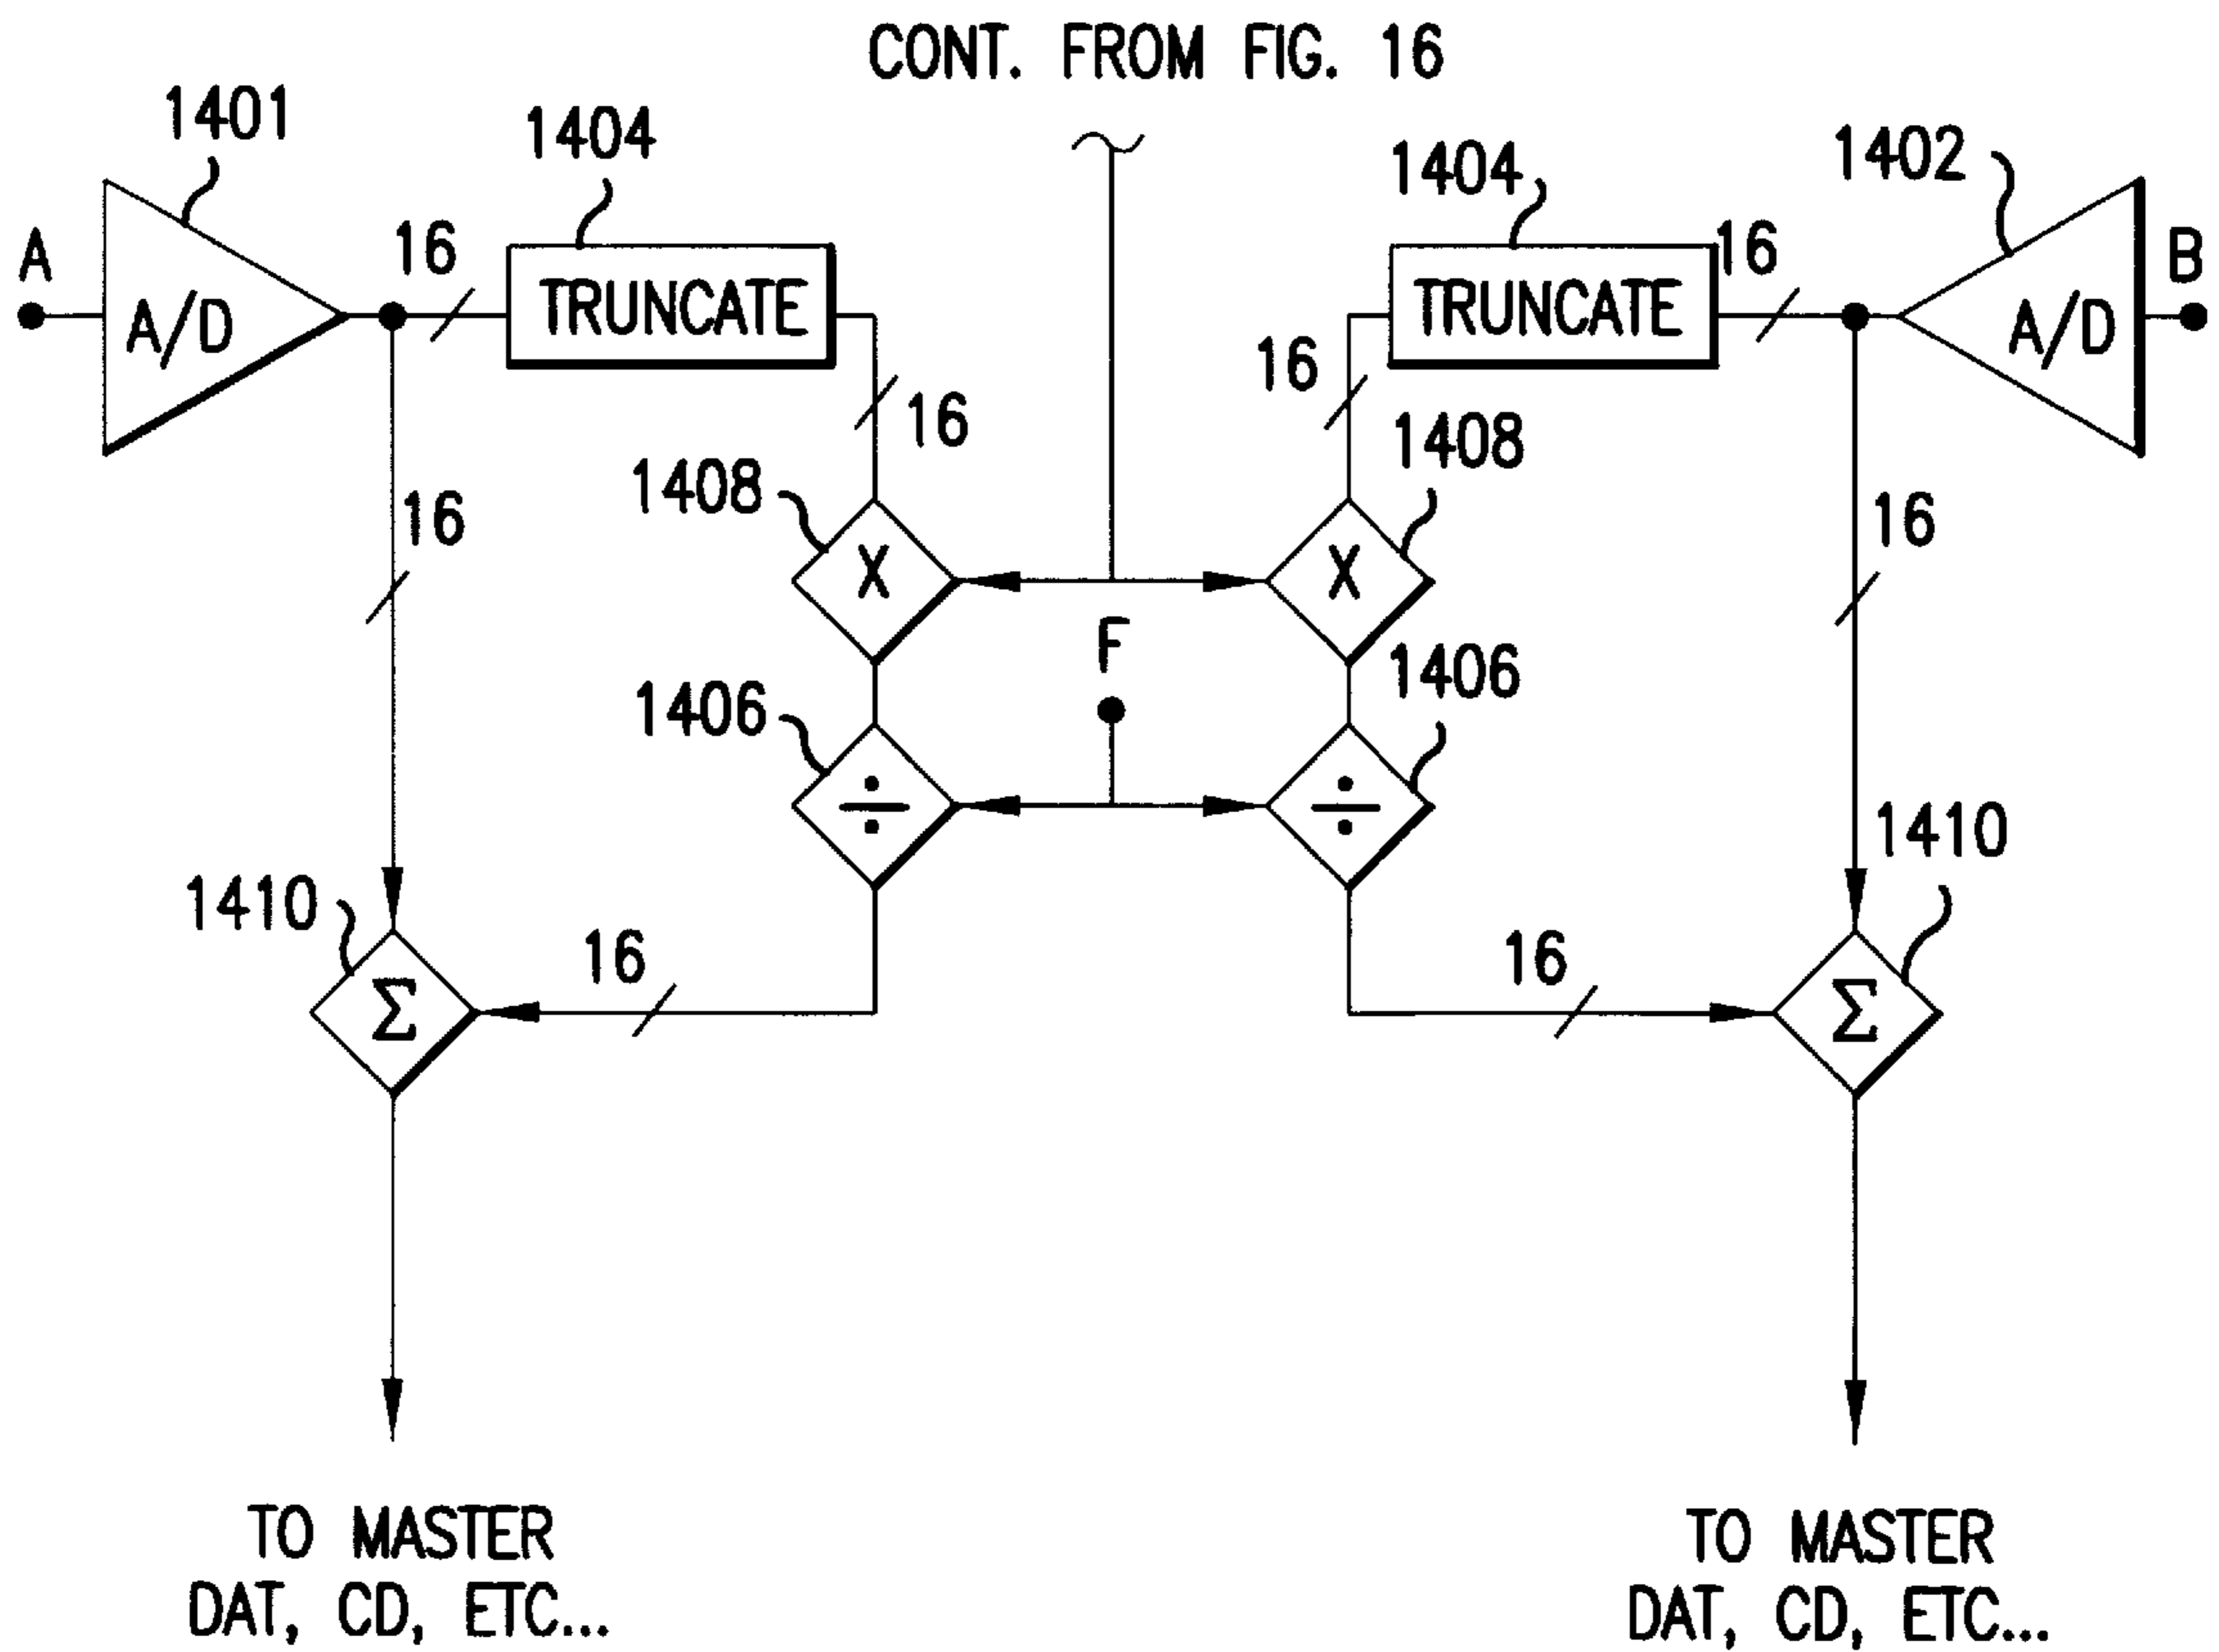 CONT. FROM FIG. 16
1401
1404
1404
1402
A
A/D
16
TRUNCATE
TRUNCATE
16
A/D
B
16
16
1408
1408
16
X
X
16
F
1406
1406
÷
÷
1410
1410
16
16
Σ
Σ
TO MASTER
DAT, CD, ETC...
TO MASTER
DAT, CD, ETC...